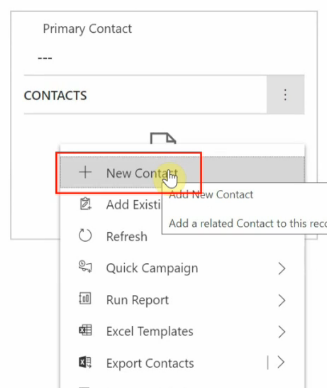 Primary Contact
---
CONTACTS
New Contact
Add New Contact
Add Existi
Add a related Contact to this reco
Refresh
Quick Campaign
Run Report
Excel Templates
Export Contacts